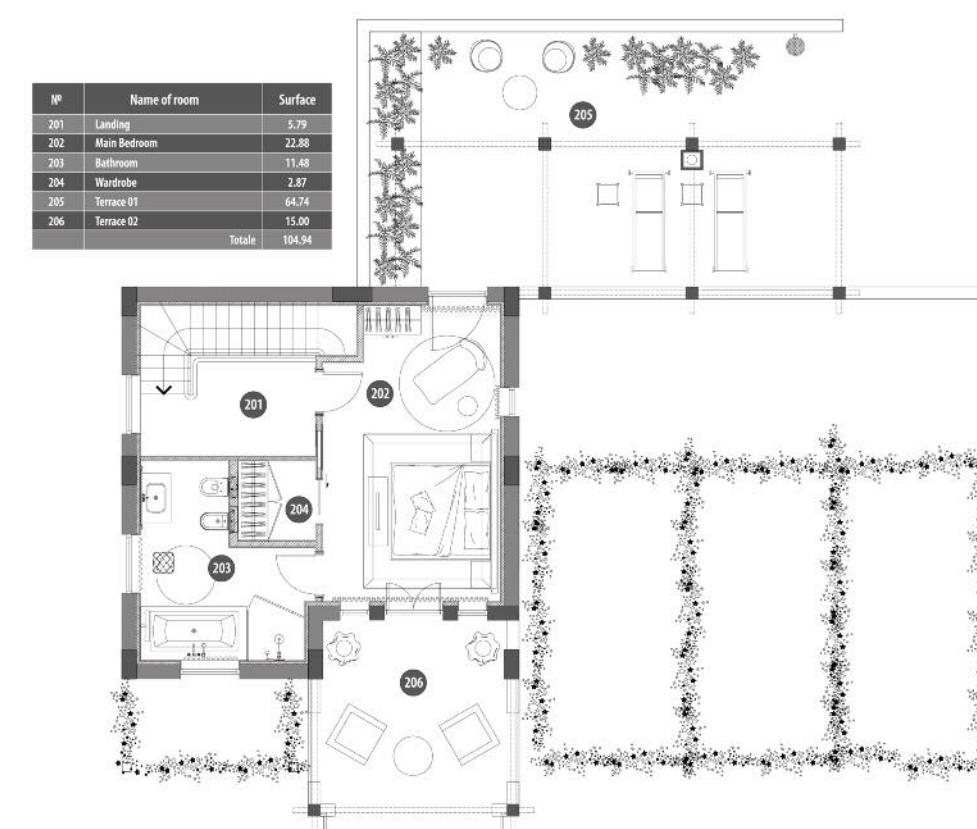 Nº Name of room Surface
201 Landing 5.79
202 Main Bedroom 22.88
203 Bathroom 11.48
204 Wardrobe 2.87
205 Terrace 01 64.74
206 Terrace 02 15.00
Totale 104.94
205
202
201
204
203
206